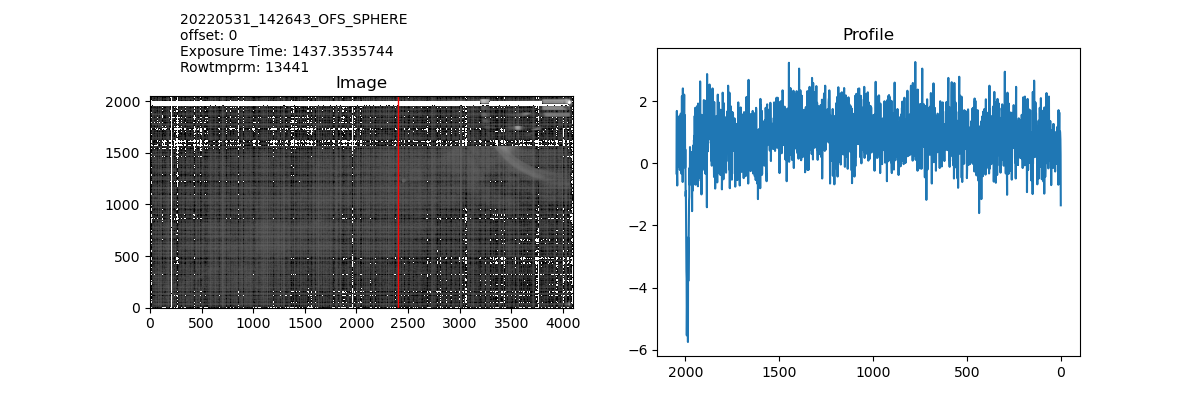 20220531_142643_OFS_SPHERE
offset: 0
Exposure Time: 1437.3535744
Rowtmprm: 13441
Image
2000
1500
1000
500
0
0 500 1000 1500 2000 2500 3000 3500 4000
Profile
2
0
−2
−4
−6
2000 1500 1000 500 0